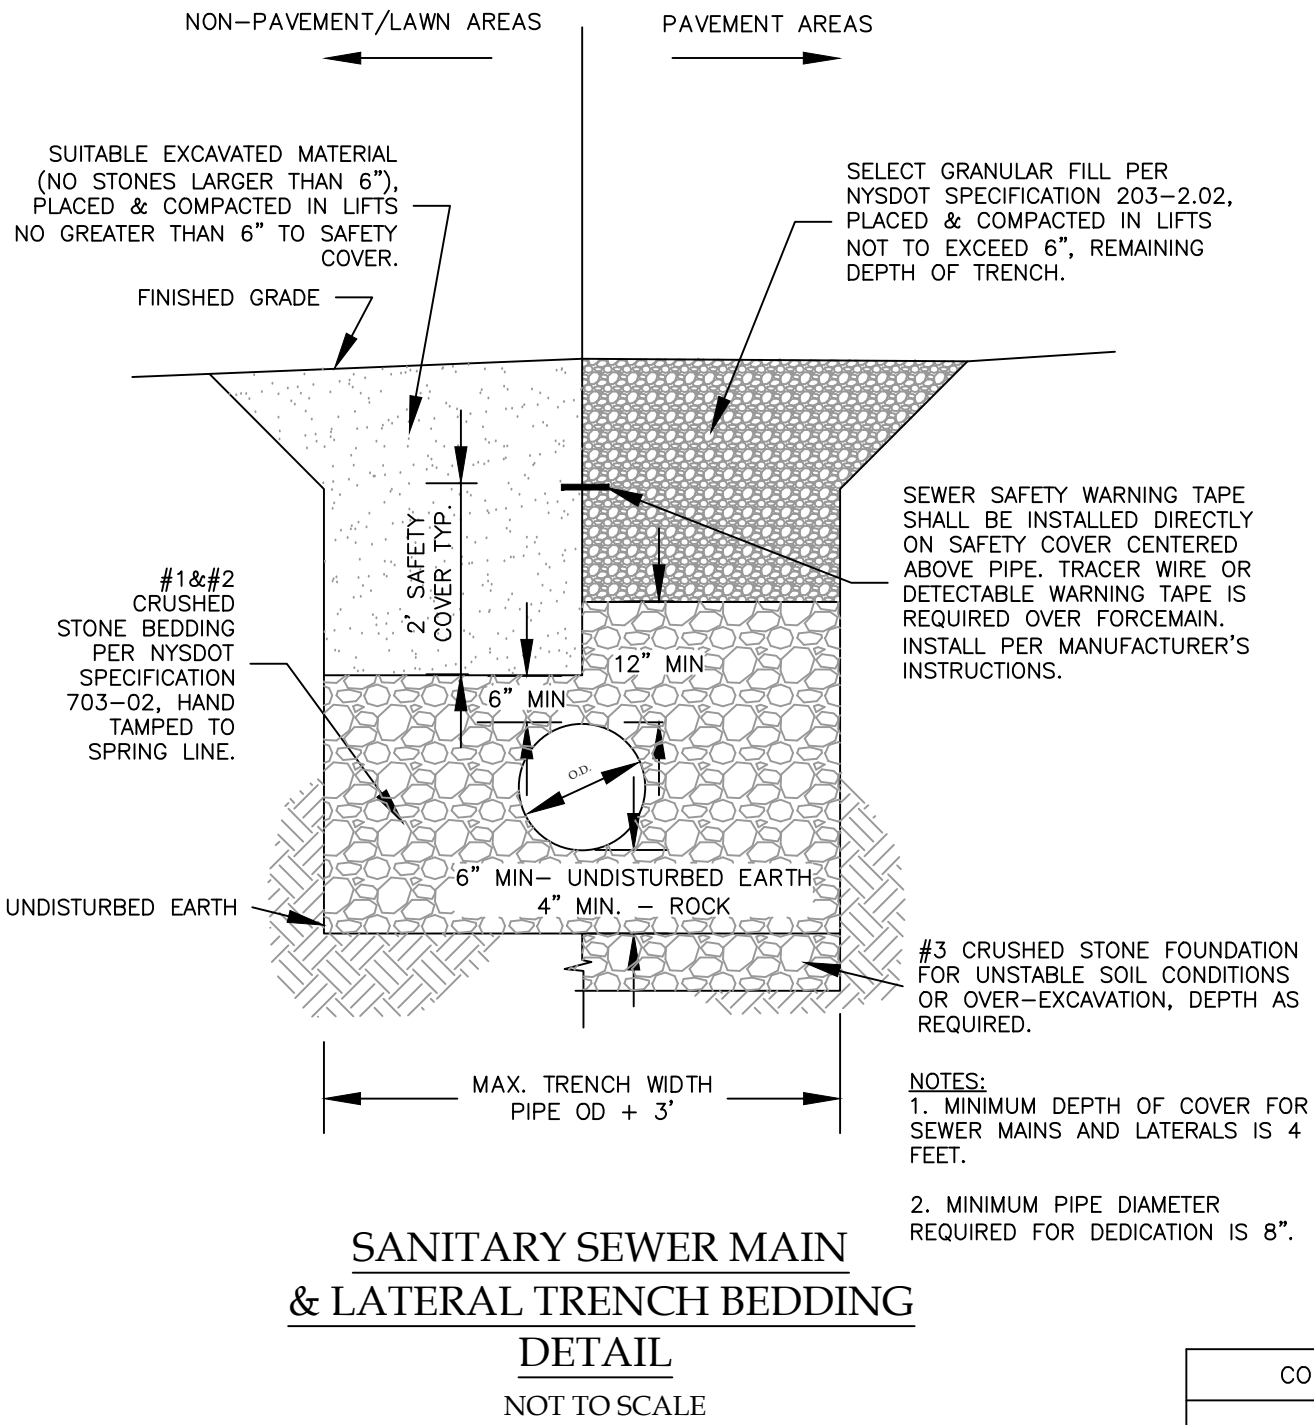 NON-PAVEMENT/LAWN AREAS
PAVEMENT AREAS
SUITABLE EXCAVATED MATERIAL
(NO STONES LARGER THAN 6"),
PLACED & COMPACTED IN LIFTS
NO GREATER THAN 6" TO SAFETY
COVER.
SELECT GRANULAR FILL PER
NYSDOT SPECIFICATION 203-2.02,
PLACED & COMPACTED IN LIFTS
NOT TO EXCEED 6", REMAINING
DEPTH OF TRENCH.
FINISHED GRADE
2' SAFETY
COVER TYP.
SEWER SAFETY WARNING TAPE
SHALL BE INSTALLED DIRECTLY
ON SAFETY COVER CENTERED
ABOVE PIPE. TRACER WIRE OR
DETECTABLE WARNING TAPE IS
REQUIRED OVER FORCEMAIN.
INSTALL PER MANUFACTURER'S
INSTRUCTIONS.
#1&#2
CRUSHED
STONE BEDDING
PER NYSDOT
SPECIFICATION
703-02, HAND
TAMPED TO
SPRING LINE.
12" MIN
6" MIN
O.D.
6" MIN- UNDISTURBED EARTH
4" MIN. - ROCK
UNDISTURBED EARTH
#3 CRUSHED STONE FOUNDATION
FOR UNSTABLE SOIL CONDITIONS
OR OVER-EXCAVATION, DEPTH AS
REQUIRED.
MAX. TRENCH WIDTH
PIPE OD + 3'
NOTES:
1. MINIMUM DEPTH OF COVER FOR
SEWER MAINS AND LATERALS IS 4
FEET.
2. MINIMUM PIPE DIAMETER
REQUIRED FOR DEDICATION IS 8".
SANITARY SEWER MAIN
& LATERAL TRENCH BEDDING
DETAIL
NOT TO SCALE
CO